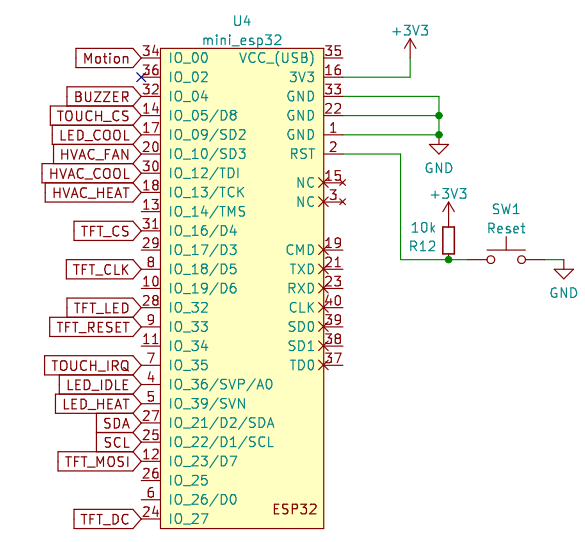 U4
mini_esp32
Motion 34 IO_00 VCC_(USB) 35
36 IO_02 3V3 16
+3V3
BUZZER 32 IO_04 GND 33
TOUCH_CS 14 IO_05/D8 GND 22
LED_COOL 17 IO_09/SD2 GND 1
HVAC_FAN 20 IO_10/SD3 RST 2
GND
HVAC_COOL 30 IO_12/TDI NC 15
HVAC_HEAT 18 IO_13/TCK NC 3
13 IO_14/TMS
+3V3
SW1
Reset
10k
R12
GND
TFT_CS 31 IO_16/D4
29 IO_17/D3 CMD 19
TFT_CLK 8 IO_18/D5 TXD 21
10 IO_19/D6 RXD 23
TFT_LED 28 IO_32 CLK 40
TFT_RESET 9 IO_33 SD0 39
11 IO_34 SD1 38
TOUCH_IRQ 7 IO_35 TD0 37
LED_IDLE 4 IO_36/SVP/A0
LED_HEAT 5 IO_39/SVN
SDA 27 IO_21/D2/SDA
SCL 25 IO_22/D1/SCL
TFT_MOSI 12 IO_23/D7
26 IO_25
6 IO_26/D0
TFT_DC 24 IO_27
ESP32